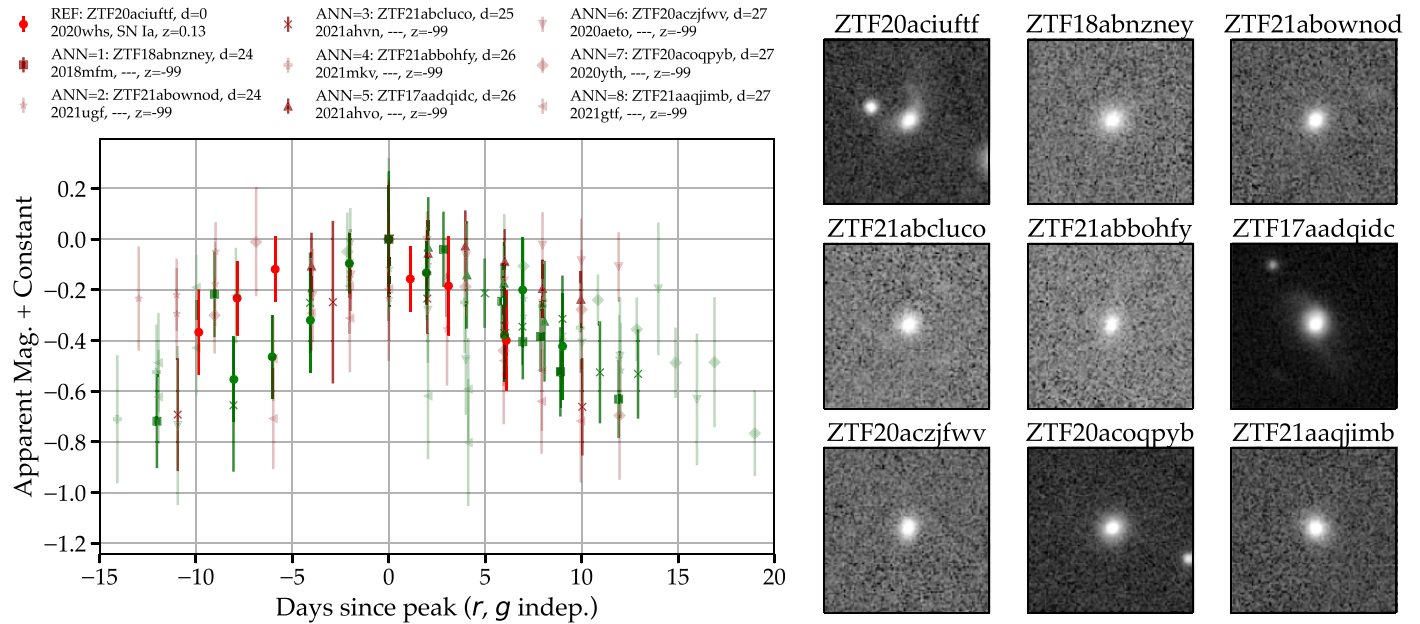 REF: ZTF20aciuftf, d=0
2020whs, SN Ia, z=0.13
ANN=1: ZTF18abnzney, d=24
2018mfm, ---, z=-99
ANN=2: ZTF21abownod, d=24
2021ugf, ---, z=-99
ANN=3: ZTF21abcluco, d=25
2021ahvn, ---, z=-99
ANN=4: ZTF21abbohfy, d=26
2021mkv, ---, z=-99
ANN=5: ZTF17aadqidc, d=26
2021ahvo, ---, z=-99
ANN=6: ZTF20aczjfwv, d=27
2020aeto, ---, z=-99
ANN=7: ZTF20acoqpyb, d=27
2020yth, ---, z=-99
ANN=8: ZTF21aaqjimb, d=27
2021gtf, ---, z=-99
Apparent Mag. + Constant
0.2
0.0
−0.2
−0.4
−0.6
−0.8
−1.0
−1.2
−15
−10
−5
0
5
10
15
20
Days since peak (r, g indep.)
ZTF20aciuftf
ZTF18abnzney
ZTF21abownod
ZTF21abcluco
ZTF21abbohfy
ZTF17aadqidc
ZTF20aczjfwv
ZTF20acoqpyb
ZTF21aaqjimb